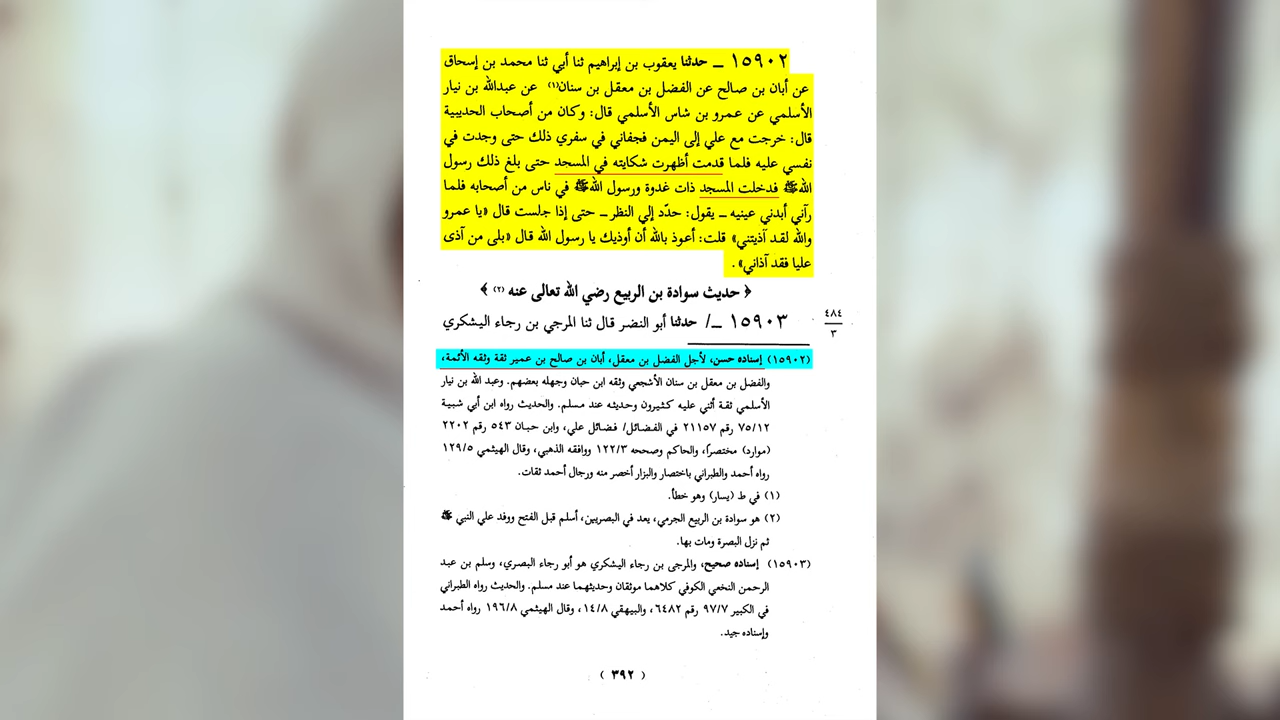 ١٥٩٠٢ ــ حدثنا يعقوب بن إبراهيم ثنا أبي ثنا محمد بن إسحاق
عن أبان بن صالح عن الفضل بن معقل بن سنان(١) عن عبدالله بن نيار
الأسلمي عن عمرو بن شاس الأسلمي قال: وكان من أصحاب الحديبية
قال: خرجت مع علي إلى اليمن فجفاني في سفري ذلك حتى وجدت في
نفسي عليه فلما قدمت أظهرت شكايته في المسجد حتى بلغ ذلك رسول
اللهﷺ فدخلت المسجد ذات غدوة ورسول اللهﷺ في ناس من أصحابه فلما
رآني أبدني عينيه ــ يقول: حدّد إلي النظر ــ حتى إذا جلست قال «يا عمرو
والله لقد آذيتني» قلت: أعوذ بالله أن أوذيك يا رسول الله قال «بلى من آذى
عليا فقد آذاني».
﴿ حديث سوادة بن الربيع رضي الله تعالى عنه (٢) ﴾
١٥٩٠٣ ــ/ حدثنا أبو النضر قال ثنا المرجي بن رجاء اليشكري
٤٨٤
٣
(١٥٩٠٢) إسناده حسن، لأجل الفضل بن معقل، أبان بن صالح بن عمير ثقة وثقه الأئمة،
والفضل بن معقل بن سنان الأشجعي وثقه ابن حبان وجهله بعضهم. وعبد الله بن نيار
الأسلمي ثقة أثني عليه كثيرون وحديثه عند مسلم. والحديث رواه ابن أبي شبية
٧٥/١٢ رقم ٢١١٥٧ في الفضائل/ فضائل علي، وابن حبان ٥٤٣ رقم ٢٢٠٢
(موارد) مختصراً، والحاكم وصححه ١٢٢/٣ ووافقه الذهبي، وقال الهيثمي ١٢٩/٥
رواه أحمد والطبراني باختصار والبزار أخصر منه ورجال أحمد ثقات.
(١) في ط (يسار) وهو خطأ.
(٢) هو سوادة بن الربيع الجرمي، يعد في البصريين، أسلم قبل الفتح ووفد علي النبي ﷺ
ثم نزل البصرة ومات بها.
(١٥٩٠٣) إسناده صحيح، والمرجى بن رجاء اليشكري هو أبو رجاء البصري، وسلم بن عبد
الرحمن النخعي الكوفي كلاهما موثقان وحديثهما عند مسلم. والحديث رواه الطبراني
في الكبير ٩٧/٧ رقم ٦٤٨٢، والبيهقي ١٤/٨، وقال الهيثمي ١٩٦/٨ رواه أحمد
وإسناده جيد.
( ٣٩٢ )